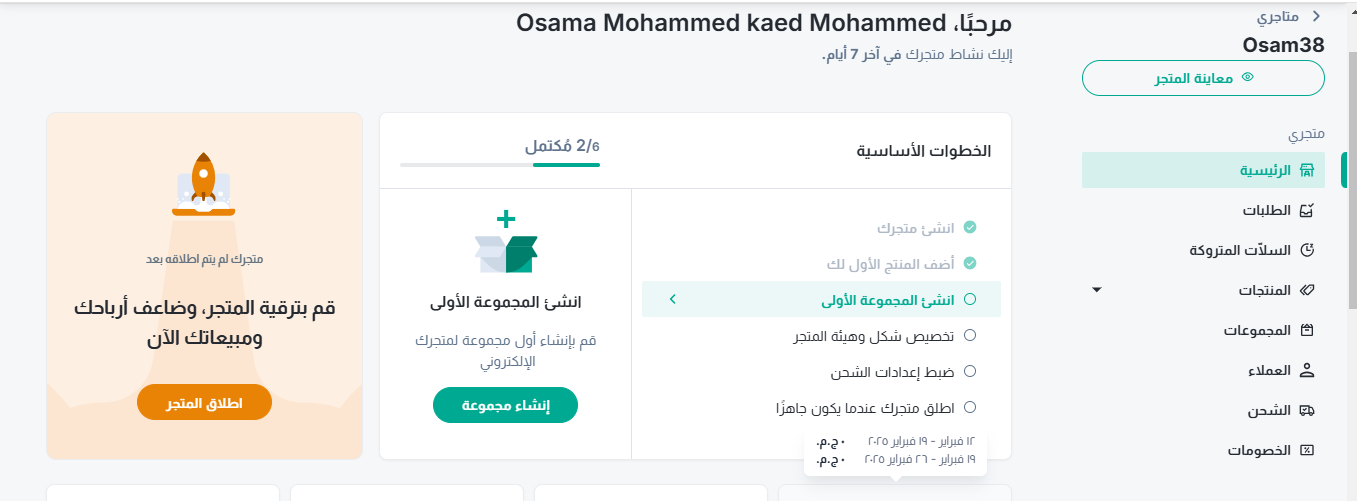 متاجري
Osam38
معاينة المتجر
متجري
الرئيسية
الطلبات
السلات المتروكة
المنتجات
المجموعات
العملاء
الشحن
الخصومات
مرحبًا، Osama Mohammed kaed Mohammed
إليك نشاط متجرك في آخر 7 أيام.
الخطوات الأساسية
2/6 مُكتمل
انشئ متجرك
أضف المنتج الأول لك
انشئ المجموعة الأولى
تخصيص شكل وهيئة المتجر
ضبط إعدادات الشحن
اطلق متجرك عندما يكون جاهزًا
١٢ فبراير - ١٩ فبراير ٢٠٢٥ ٠ ج.م.
١٩ فبراير - ٢٦ فبراير ٢٠٢٥ ٠ ج.م.
انشئ المجموعة الأولى
قم بإنشاء أول مجموعة لمتجرك
الإلكتروني
إنشاء مجموعة
متجرك لم يتم اطلاقه بعد
قم بترقية المتجر، وضاعف أرباحك
ومبيعاتك الآن
اطلاق المتجر